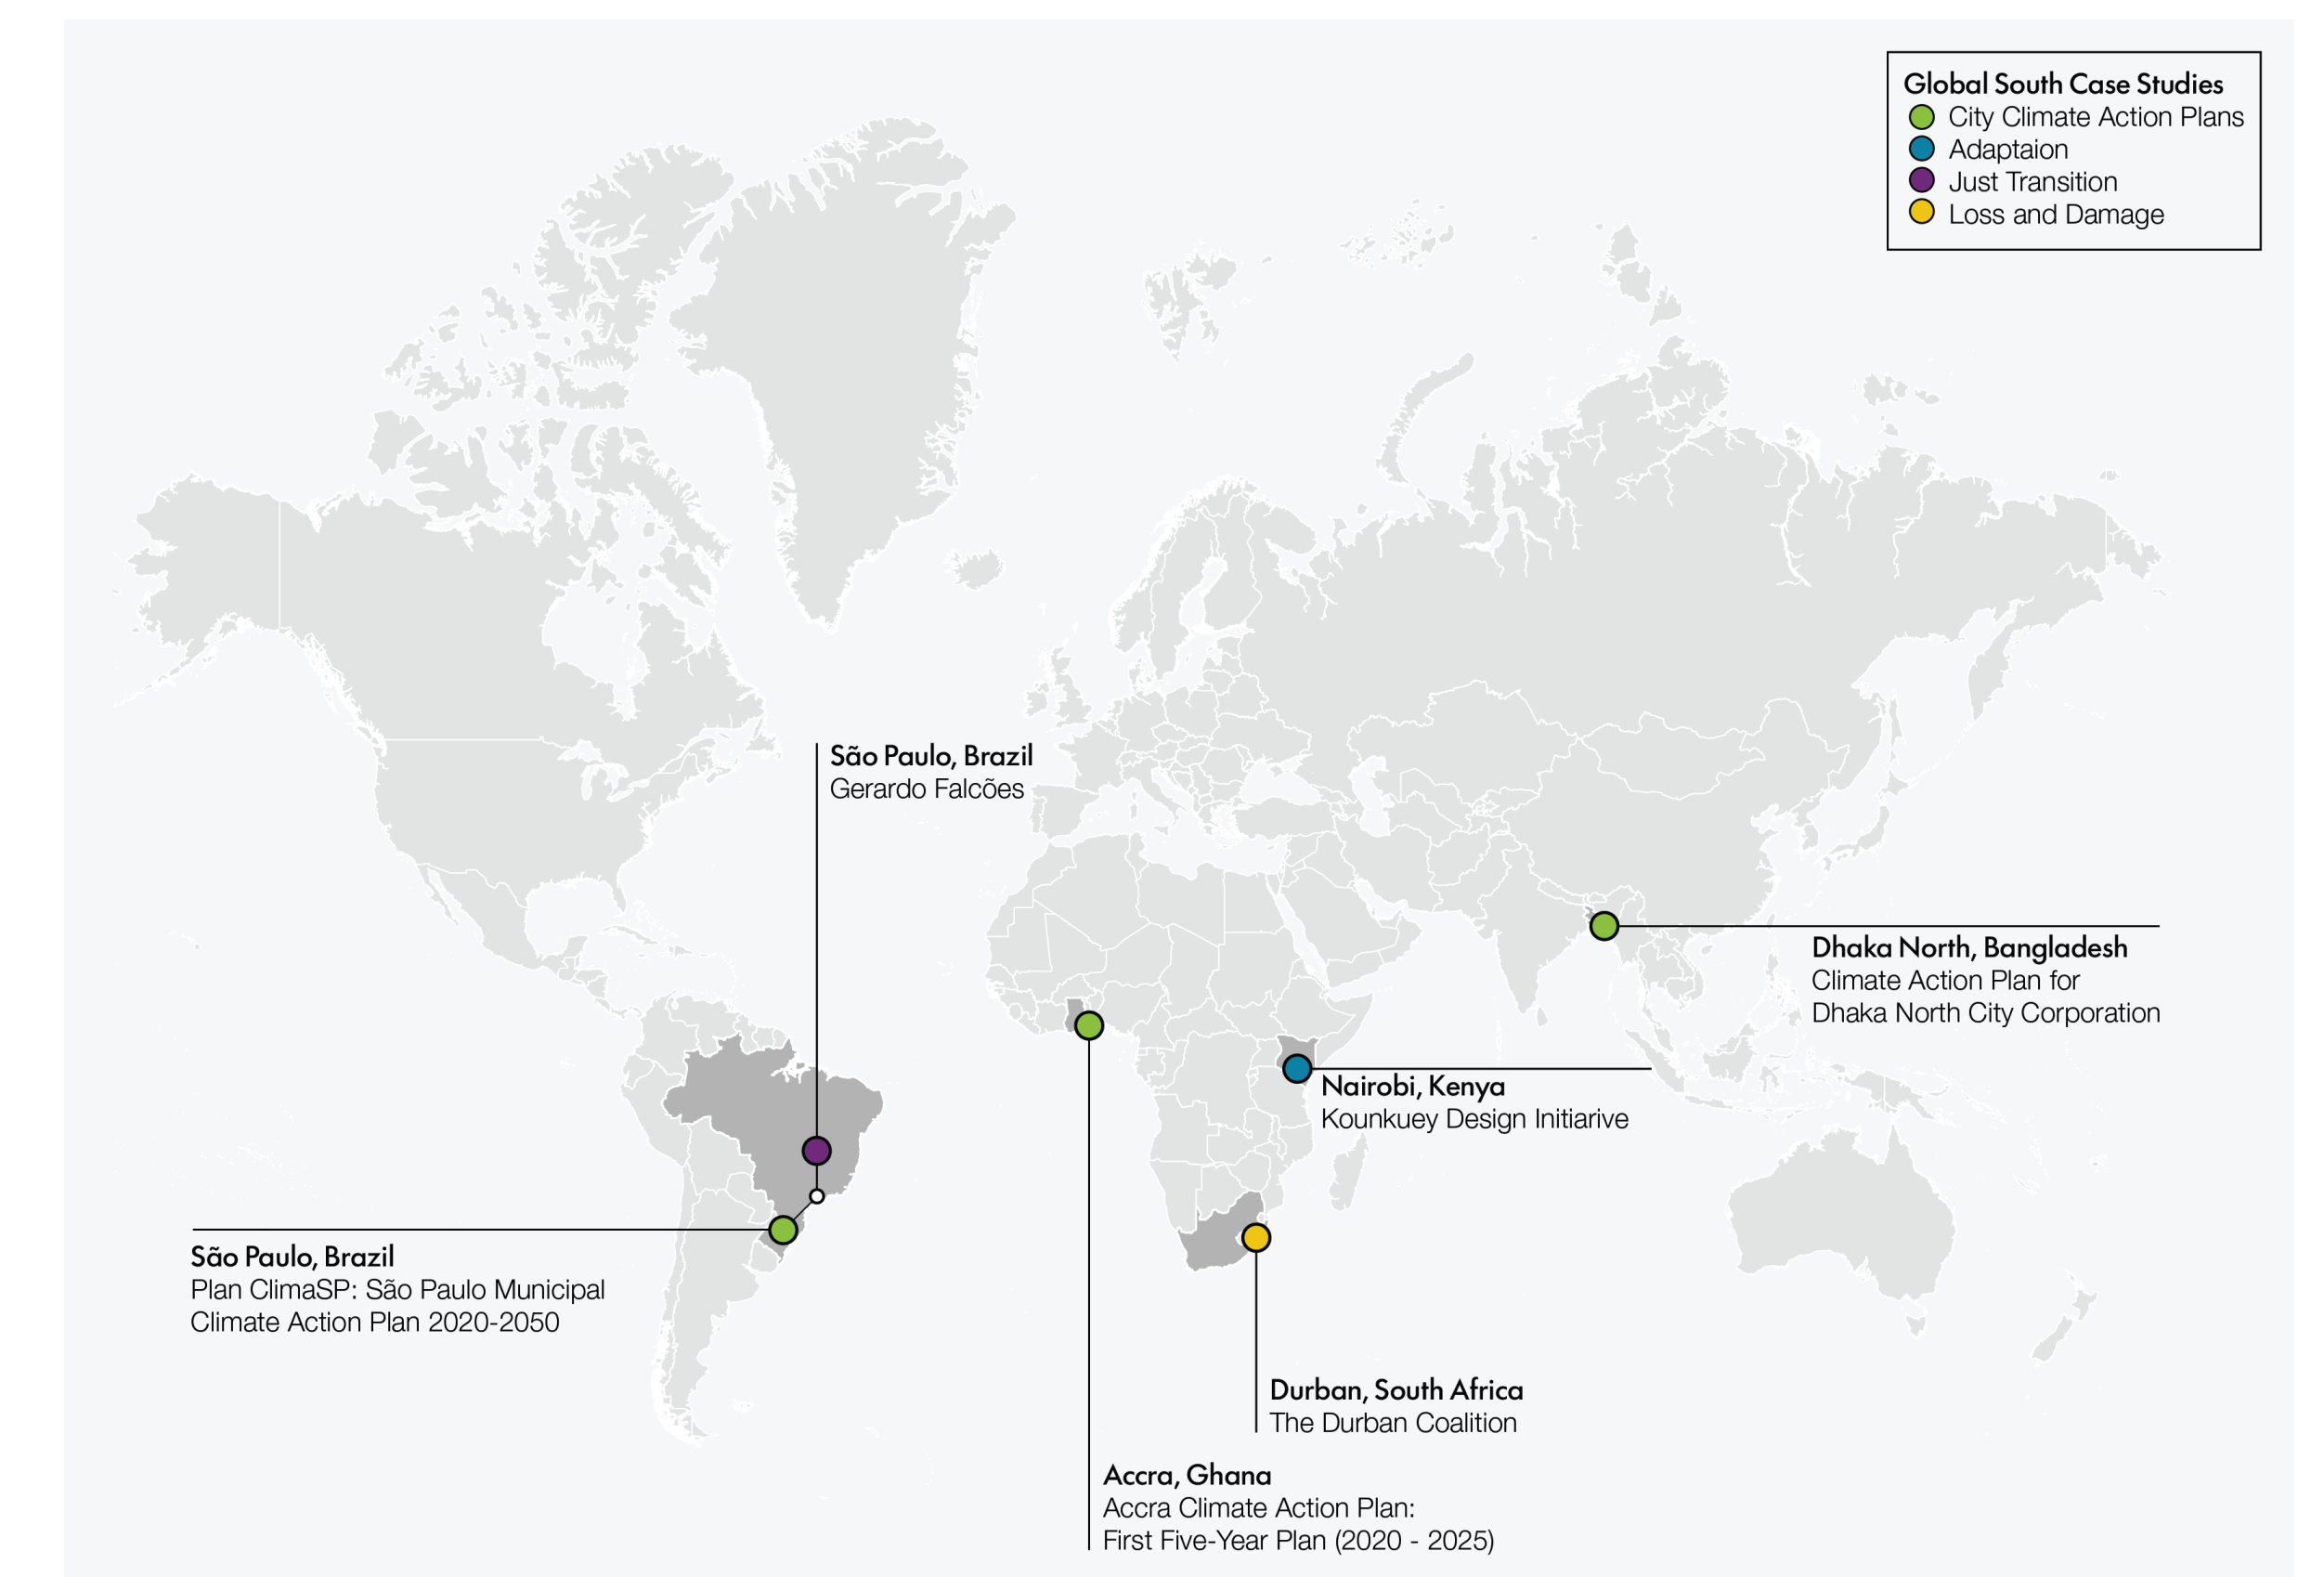 Global South Case Studies
City Climate Action Plans
Adaptaion
Just Transition
Loss and Damage
São Paulo, Brazil
Gerardo Falcões
Dhaka North, Bangladesh
Climate Action Plan for
Dhaka North City Corporation
Nairobi, Kenya
Kounkuey Design Initiarive
São Paulo, Brazil
Plan ClimaSP: São Paulo Municipal
Climate Action Plan 2020-2050
Durban, South Africa
The Durban Coalition
Accra, Ghana
Accra Climate Action Plan:
First Five-Year Plan (2020 - 2025)